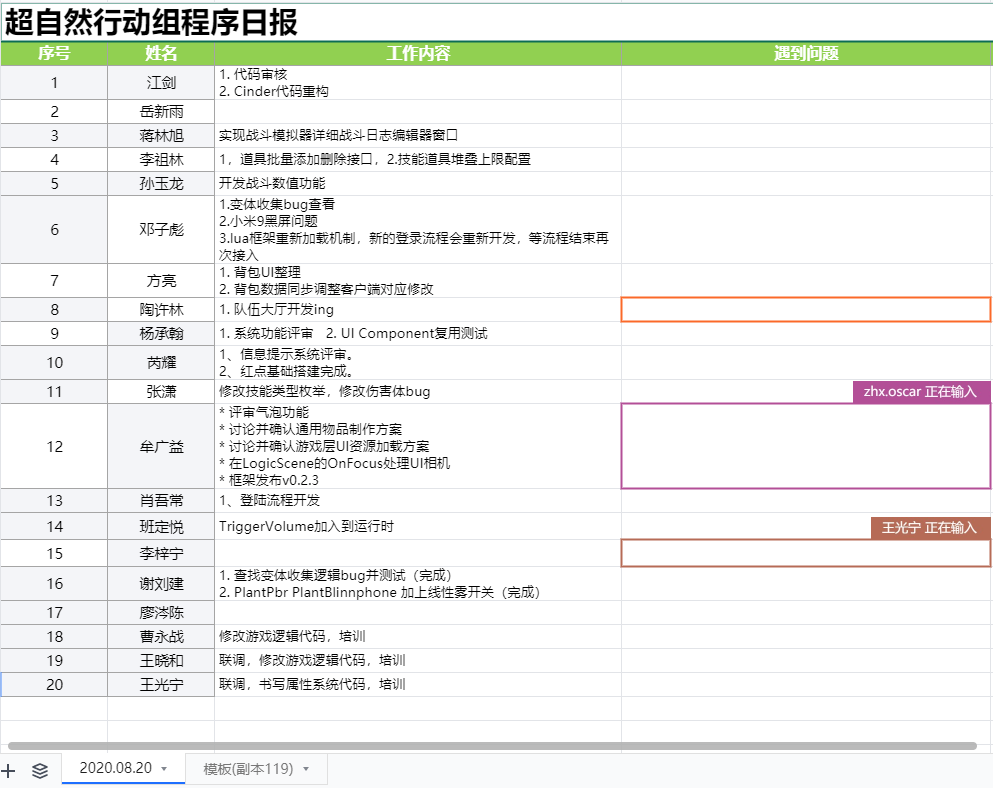 超自然行动组程序日报
序号 姓名 工作内容 遇到问题
1 江剑 1. 代码审核
2. Cinder代码重构
2 岳新雨
3 蒋林旭 实现战斗模拟器详细战斗日志编辑器窗口
4 李祖林 1，道具批量添加删除接口，2.技能道具堆叠上限配置
5 孙玉龙 开发战斗数值功能
6 邓子彪 1.变体收集bug查看
2.小米9黑屏问题
3.lua框架重新加载机制，新的登录流程会重新开发，等流程结束再
次接入
7 方亮 1. 背包UI整理
2. 背包数据同步调整客户端对应修改
8 陶许林 1. 队伍大厅开发ing
9 杨承翰 1. 系统功能评审 2. UI Component复用测试
10 芮耀 1、信息提示系统评审。
2、红点基础搭建完成。
11 张潇 修改技能类型枚举，修改伤害体bug zhx.oscar 正在输入
12 牟广益 * 评审气泡功能
* 讨论并确认通用物品制作方案
* 讨论并确认游戏层UI资源加载方案
* 在LogicScene的OnFocus处理UI相机
* 框架发布v0.2.3
13 肖吾常 1、登陆流程开发
14 班定悦 TriggerVolume加入到运行时 王光宁 正在输入
15 李梓宁
16 谢刘建 1. 查找变体收集逻辑bug并测试（完成）
2. PlantPbr PlantBlinnphone 加上线性雾开关（完成）
17 廖涔陈
18 曹永战 修改游戏逻辑代码，培训
19 王晓和 联调，修改游戏逻辑代码，培训
20 王光宁 联调，书写属性系统代码，培训
2020.08.20 模板(副本119)